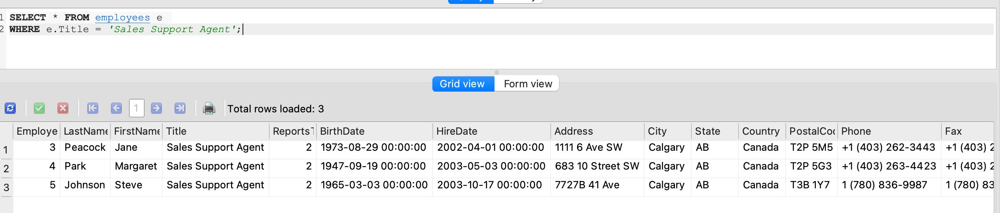 1 SELECT * FROM employees e
2 WHERE e.Title = 'Sales Support Agent';
Grid view Form view
1 Total rows loaded: 3
Employe LastName FirstName Title Reports BirthDate HireDate Address City State Country PostalCo Phone Fax
1 3 Peacock Jane Sales Support Agent 2 1973-08-29 00:00:00 2002-04-01 00:00:00 1111 6 Ave SW Calgary AB Canada T2P 5M5 +1 (403) 262-3443 +1 (403) 2
2 4 Park Margaret Sales Support Agent 2 1947-09-19 00:00:00 2003-05-03 00:00:00 683 10 Street SW Calgary AB Canada T2P 5G3 +1 (403) 263-4423 +1 (403) 2
3 5 Johnson Steve Sales Support Agent 2 1965-03-03 00:00:00 2003-10-17 00:00:00 7727B 41 Ave Calgary AB Canada T3B 1Y7 1 (780) 836-9987 1 (780) 83